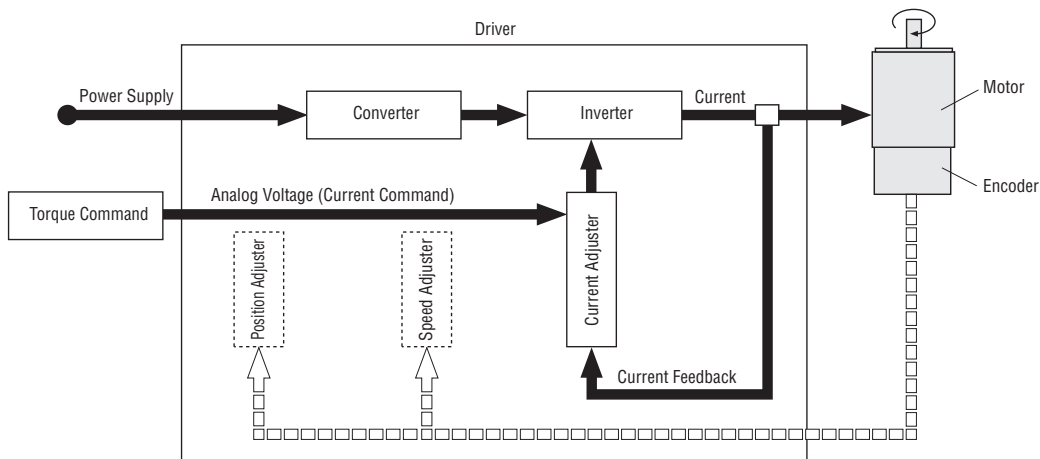 Driver
Power Supply
Converter
Inverter
Current
Motor
Encoder
Torque Command
Analog Voltage (Current Command)
Position Adjuster
Speed Adjuster
Current Adjuster
Current Feedback